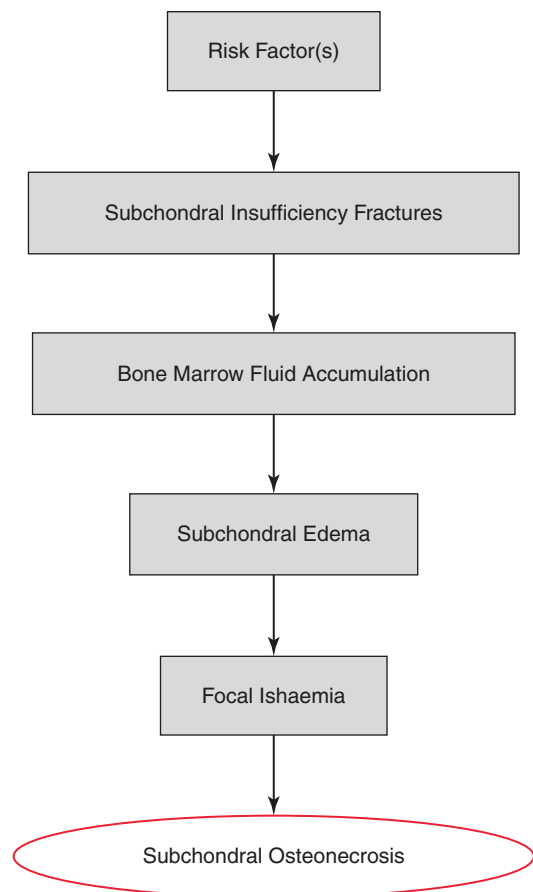 Risk Factor(s)
Subchondral Insufficiency Fractures
Bone Marrow Fluid Accumulation
Subchondral Edema
Focal Ishaemia
Subchondral Osteonecrosis